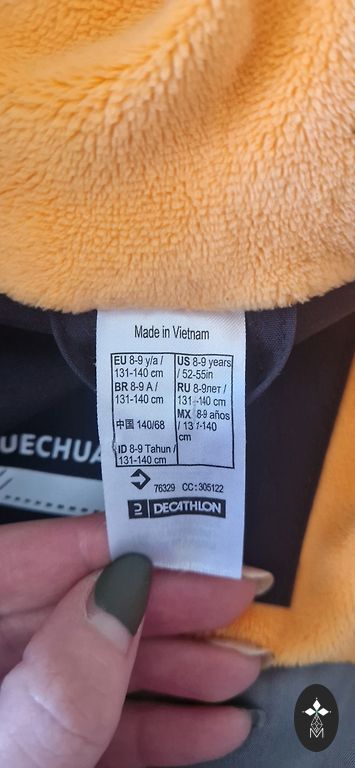 Made in Vietnam
EU 8-9 y/a /
131-140 cm
BR 8-9 A /
131-140 cm
中国 140/68
ID 8-9 Tahun /
131-140 cm
US 8-9 years
/ 52-55in
RU 8-9лет /
131-140 cm
MX 8-9 años
/ 131-140
cm
76329 CC:305122
DECATHLON
UECHUA
M